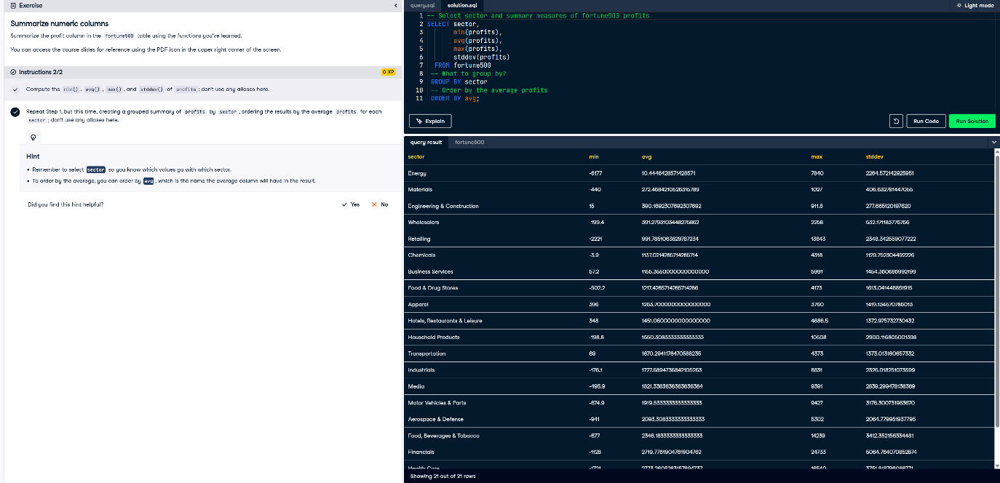 Exercise
Summarize numeric columns
Summarize the profit column in the fortune500 table using the functions you've learned.
You can access the course slides for reference using the PDF icon in the upper right corner of the screen.
Instructions 2/2
0 XP
Compute the min(), avg(), max(), and stddev() of profits; don't use any aliases here.
Repeat Step 1, but this time, creating a grouped summary of profits by sector, ordering the results by the average profits for each
sector; don't use any aliases here.
Hint
• Remember to select sector so you know which values go with which sector.
• To order by the average, you can order by avg, which is the name the average column will have in the result.
Did you find this hint helpful?
Yes
No
query.sql
solution.sql
Light mode
1 -- Select sector and summary measures of fortune500 profits
2 SELECT sector,
3 min(profits),
4 avg(profits),
5 max(profits),
6 stddev(profits)
7 FROM fortune500
8 -- What to group by?
9 GROUP BY sector
10 -- Order by the average profits
11 ORDER BY avg;
Explain
Run Code
Run Solution
query result
fortune500
sector min avg max stddev
Energy -6177 10.4446428571428571 7840 2264.572142925951
Materials -440 272.4684210526315789 1027 406.632781447055
Engineering & Construction 15 390.1692307692307692 911.8 277.665120197620
Wholesalers -199.4 391.2793103448275862 2258 532.171183776766
Retailing -2221 991.7851063829787234 13643 2348.342559077222
Chemicals -3.9 1137.0214285714285714 4318 1129.752304492226
Business Services 57.2 1155.3550000000000000 5991 1454.360686992199
Food & Drug Stores -502.2 1217.4285714285714286 4173 1613.041448851915
Apparel 396 1263.7000000000000000 3760 1419.134570786013
Hotels, Restaurants & Leisure 348 1451.0600000000000000 4686.5 1372.975732730432
Household Products -198.8 1650.3083333333333333 10508 2900.116805001398
Transportation 69 1670.2941176470588235 4373 1373.013160657332
Industrials -176.1 1727.6894736842105263 8831 2326.018251073599
Media -495.9 1821.3363636363636364 9391 2839.299478136369
Motor Vehicles & Parts -674.9 1919.5333333333333333 9427 3176.300731983670
Aerospace & Defense -941 2093.3083333333333333 5302 2064.779951937795
Food, Beverages & Tobacco -677 2346.1833333333333333 14239 3412.352156334481
Financials -1128 2719.7761904761904762 24733 5064.764070852874
Health Care -1721
Showing 21 out of 21 rows